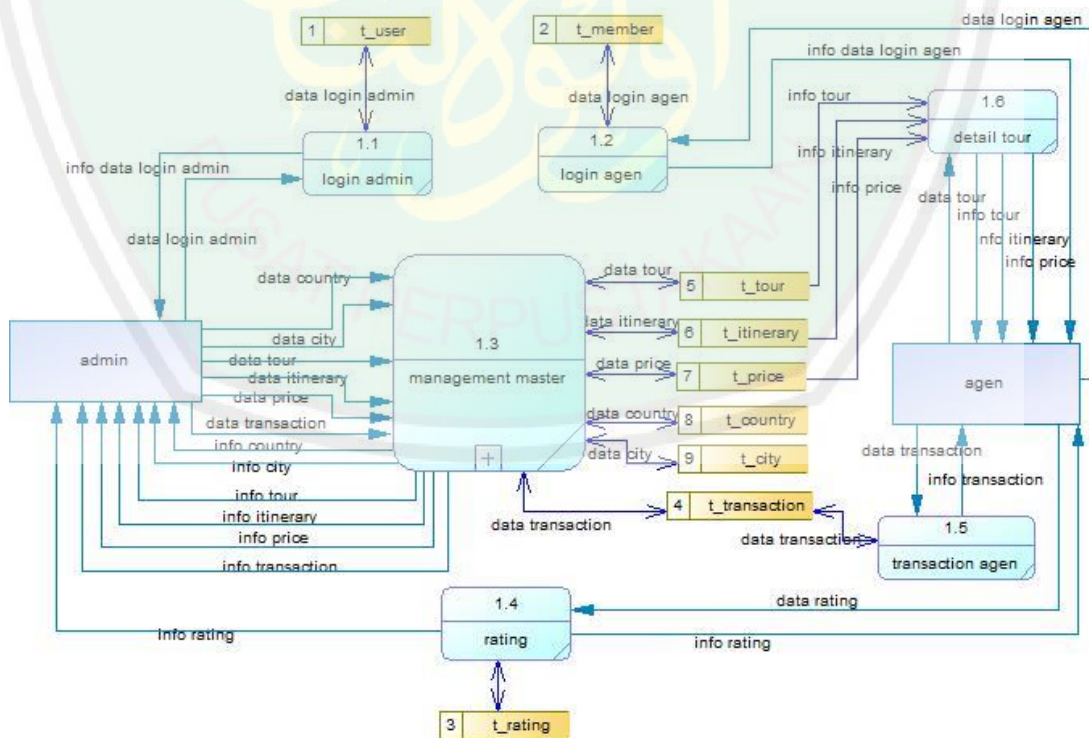 1 t_user
2 t_member
data login agen
info data login agen
data login admin
data login agen
info tour
1.6
detail tour
1.1
login admin
1.2
login agen
info data login admin
info itinerary
info price
data tour
info tour
nfo itinerary
info price
data login admin
data country
data city
data tour
data itinerary
data price
data transaction
info country
info city
info tour
info itinerary
info price
info transaction
admin
1.3
management master
data tour
data itinerary
data price
data country
data city
5 t_tour
6 t_itinerary
7 t_price
8 t_country
9 t_city
agen
data transaction
info transaction
4 t_transaction
data transaction
data transaction
1.5
transaction agen
1.4
rating
data rating
info rating
info rating
3 t_rating